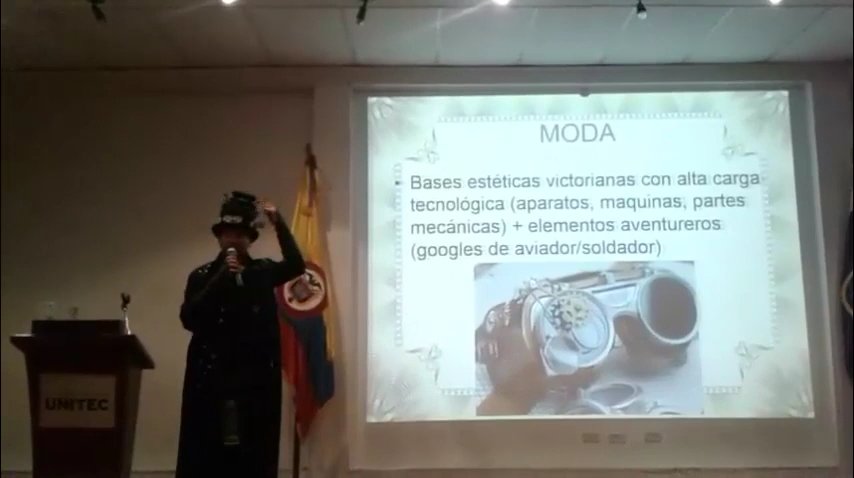 MODA
Bases estéticas victorianas con alta carga
tecnológica (aparatos, maquinas, partes
mecánicas) + elementos aventureros
(googles de aviador/soldador)
UNITEC